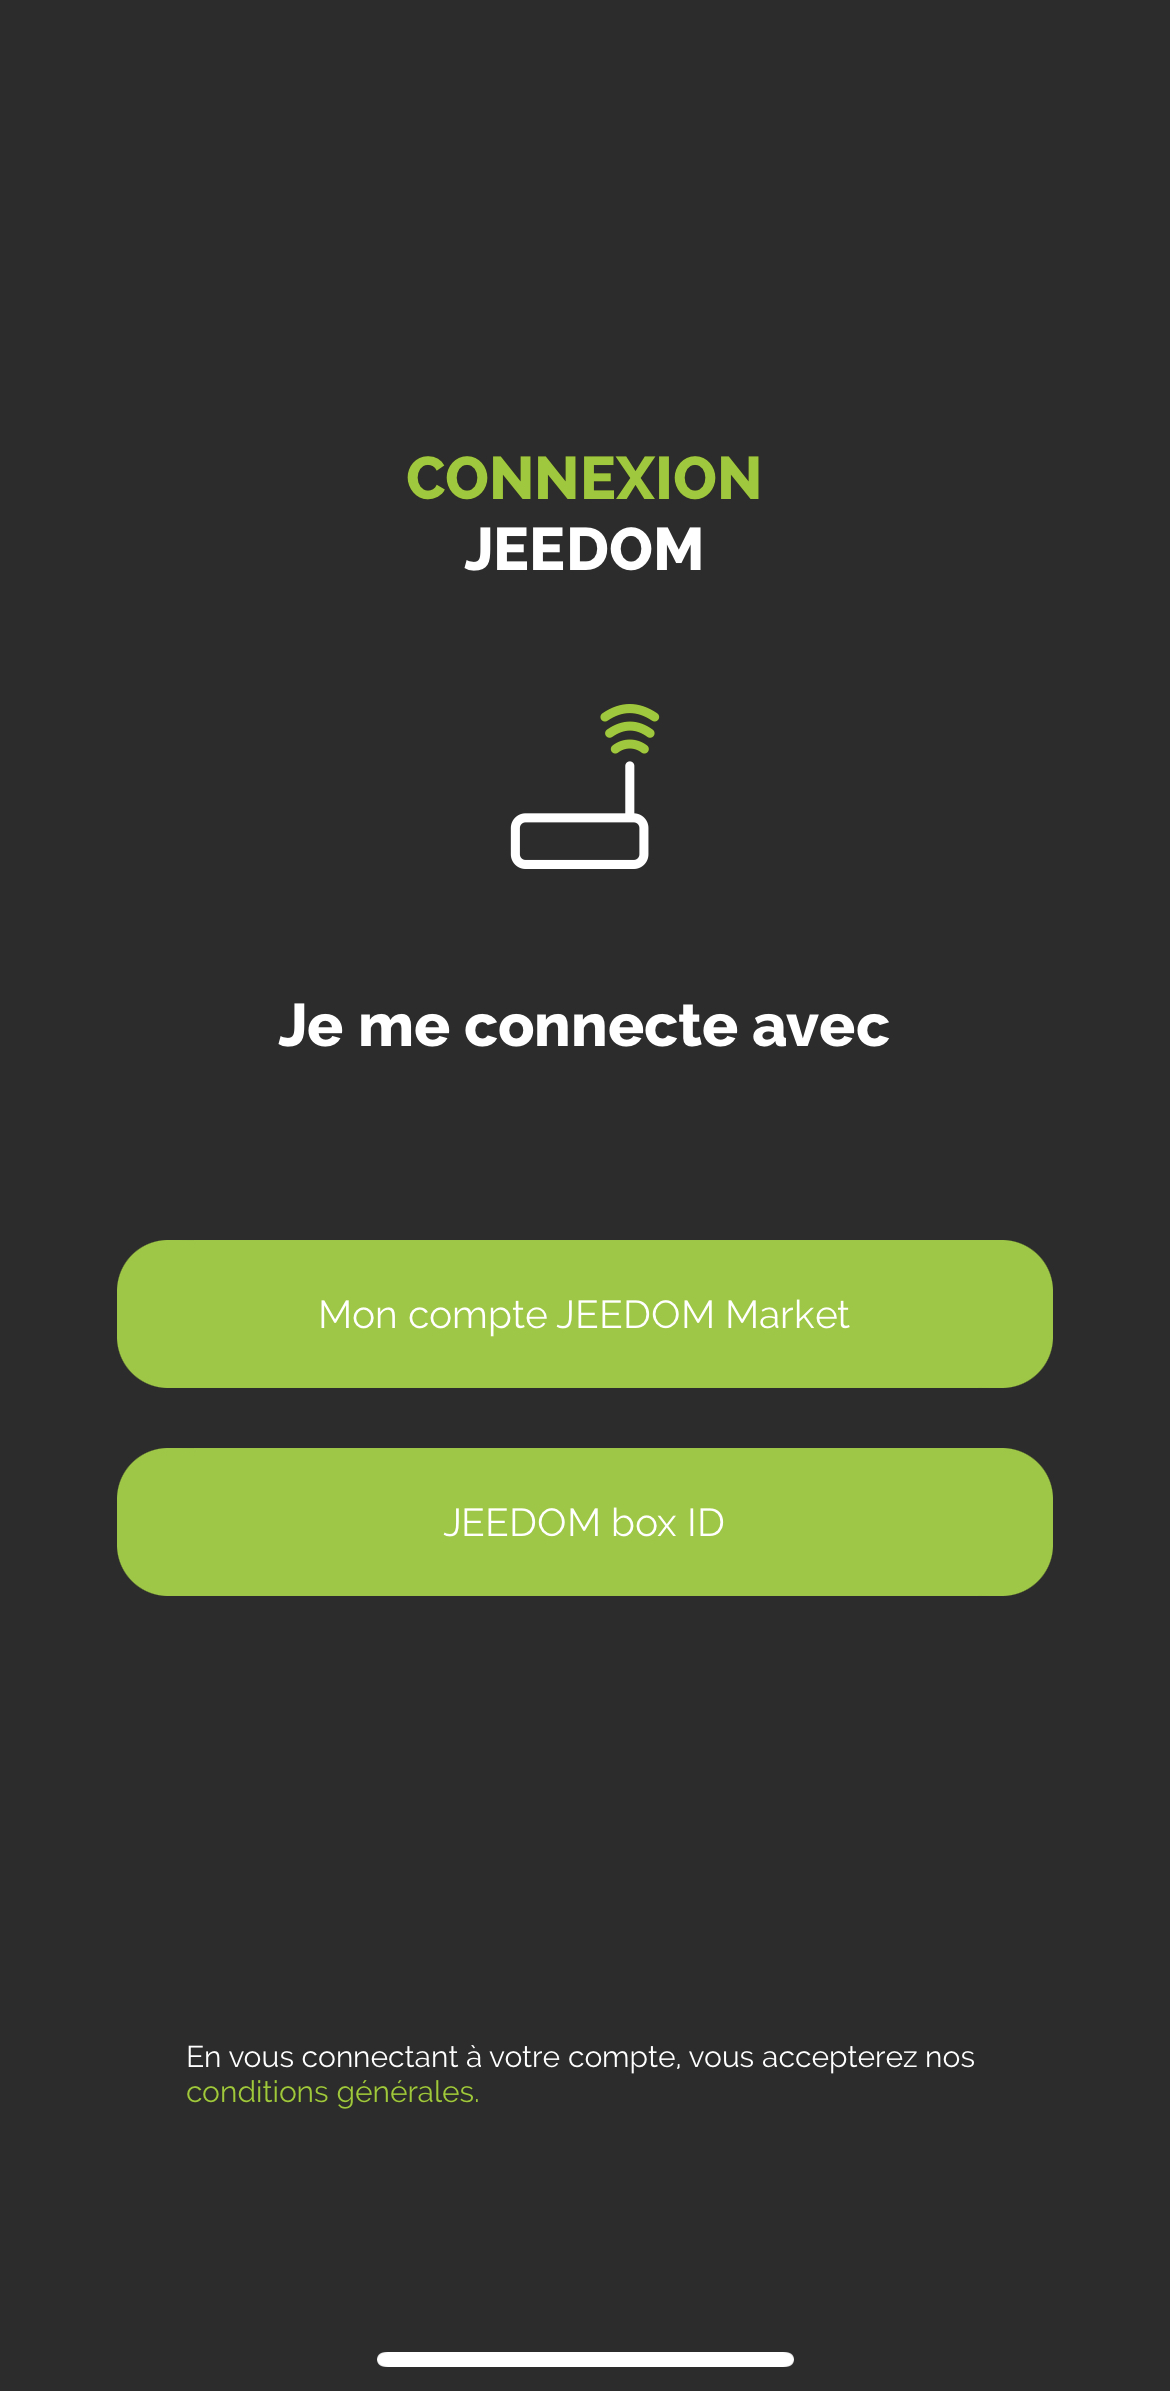 CONNEXION
JEEDOM
Je me connecte avec
Mon compte JEEDOM Market
JEEDOM box ID
En vous connectant à votre compte, vous accepterez nos
conditions générales.